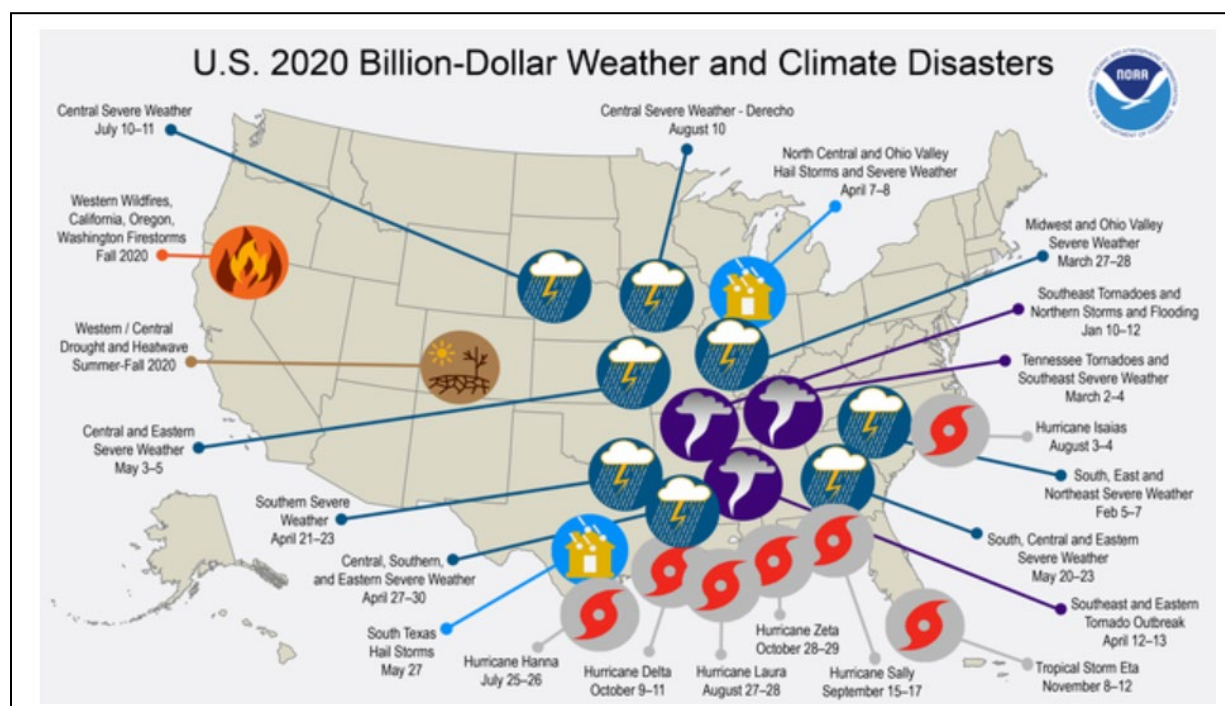 U.S. 2020 Billion-Dollar Weather and Climate Disasters
NOAA
Central Severe Weather
July 10–11
Central Severe Weather - Derecho
August 10
North Central and Ohio Valley
Hail Storms and Severe Weather
April 7–8
Western Wildfires,
California, Oregon,
Washington Firestorms
Fall 2020
Midwest and Ohio Valley
Severe Weather
March 27–28
Southeast Tornadoes and
Northern Storms and Flooding
Jan 10–12
Western / Central
Drought and Heatwave
Summer-Fall 2020
Tennessee Tornadoes and
Southeast Severe Weather
March 2–4
Central and Eastern
Severe Weather
May 3–5
Hurricane Isaias
August 3–4
South, East and
Northeast Severe Weather
Feb 5–7
Southern Severe
Weather
April 21–23
South, Central and Eastern
Severe Weather
May 20–23
Central, Southern,
and Eastern Severe Weather
April 27–30
Southeast and Eastern
Tornado Outbreak
April 12–13
South Texas
Hail Storms
May 27
Hurricane Hanna
July 25–26
Hurricane Delta
October 9–11
Hurricane Laura
August 27–28
Hurricane Zeta
October 28–29
Hurricane Sally
September 15–17
Tropical Storm Eta
November 8–12